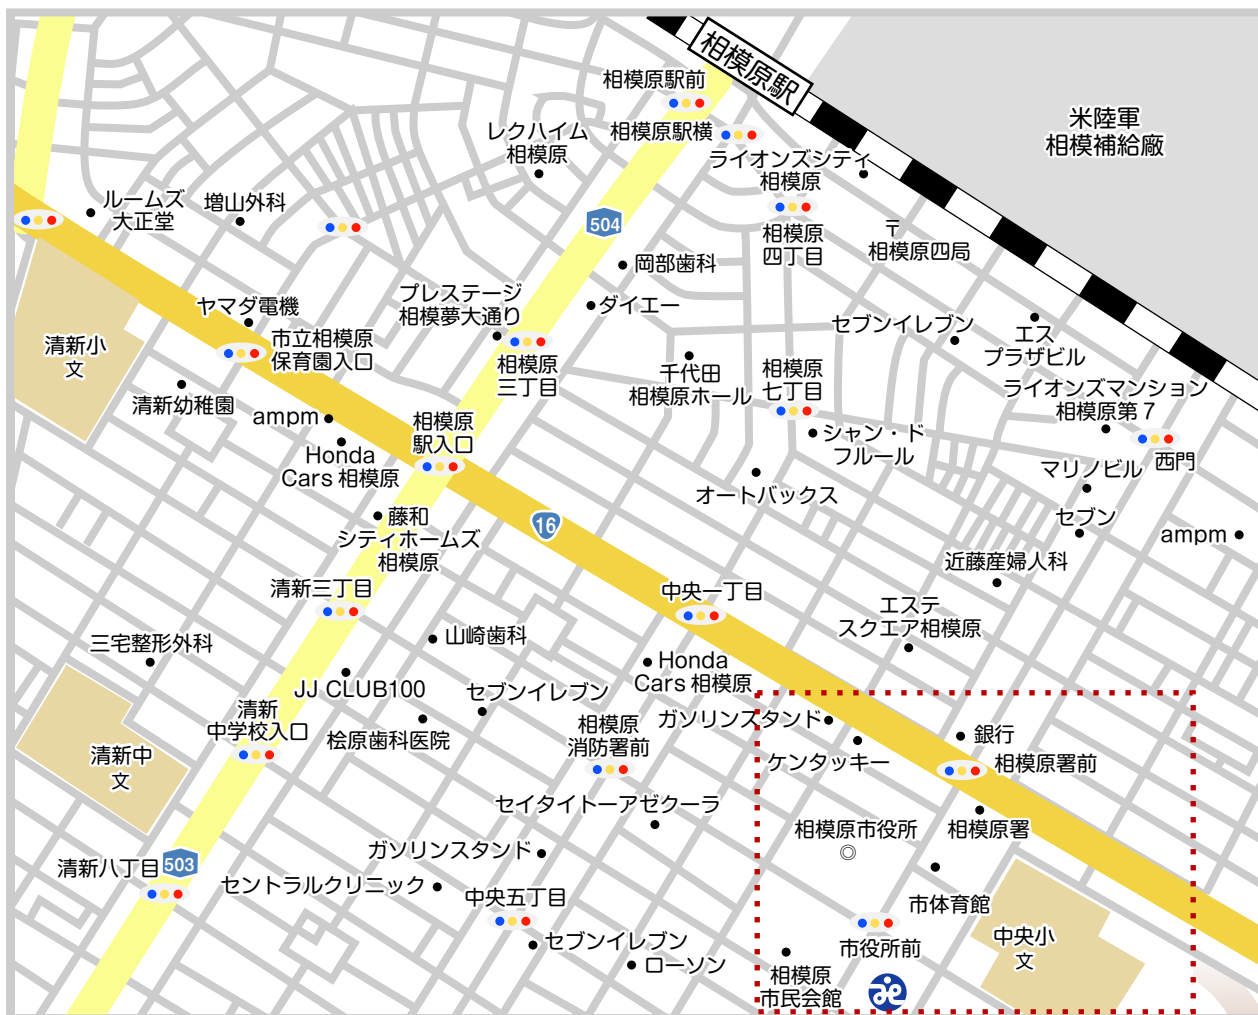 相模原駅
相模原駅前
相模原駅横
米陸軍
相模補給廠
レクハイム
相模原
ライオンズシティ
相模原
ルームズ
大正堂
増山外科
504
相模原
四丁目
〒
相模原四局
岡部歯科
ダイエー
プレステージ
相模夢大通り
ヤマダ電機
市立相模原
保育園入口
清新小
文
相模原
三丁目
セブンイレブン
エス
プラザビル
千代田
相模原ホール
相模原
七丁目
ライオンズマンション
相模原第7
清新幼稚園
ampm
相模原
駅入口
Honda
Cars 相模原
シャン・ド
フルール
マリノビル
西門
オートバックス
藤和
シティホームズ
相模原
16
セブン
ampm
近藤産婦人科
清新三丁目
中央一丁目
エステ
スクエア相模原
三宅整形外科
山崎歯科
Honda
Cars 相模原
JJ CLUB100
セブンイレブン
清新
中学校入口
桧原歯科医院
相模原
消防署前
ガソリンスタンド
銀行
清新中
文
ケンタッキー
相模原署前
セイタイトーアゼクーラ
相模原市役所
相模原署
清新八丁目
503
ガソリンスタンド
セントラルクリニック
中央五丁目
市体育館
セブンイレブン
ローソン
市役所前
中央小
文
相模原
市民会館